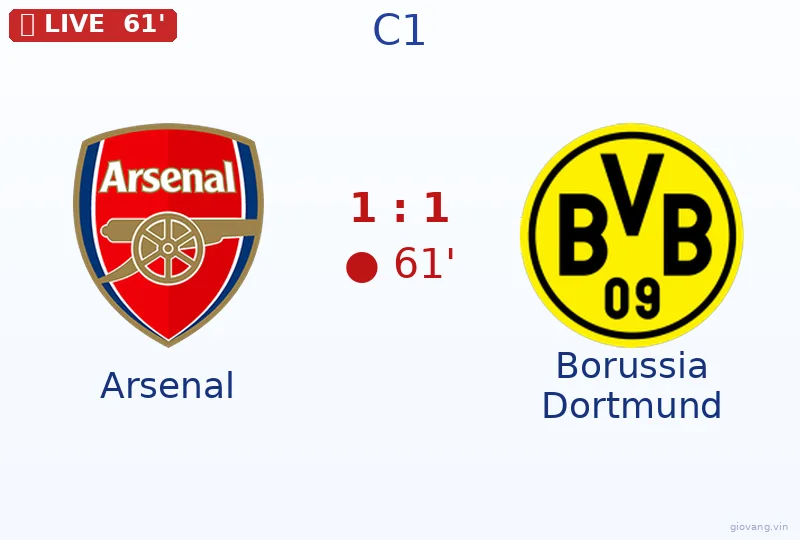 LIVE 61'
C1
Arsenal
1 : 1
● 61'
BVB
09
Arsenal
Borussia
Dortmund
giovang.vin